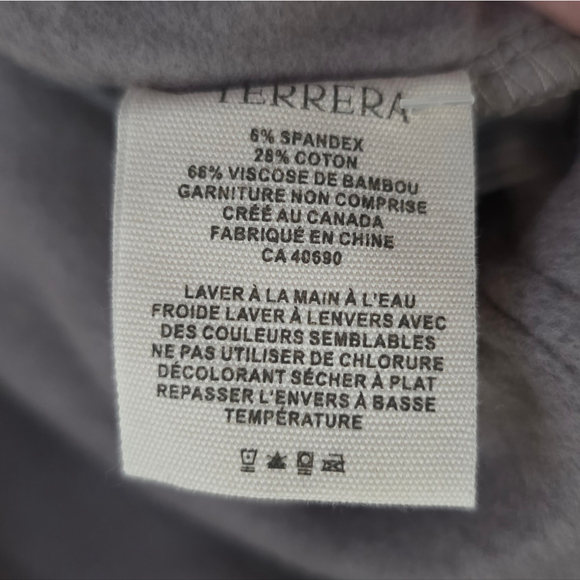 TERRERA
6% SPANDEX
28% COTON
66% VISCOSE DE BAMBOU
GARNITURE NON COMPRISE
CRÉÉ AU CANADA
FABRIQUÉ EN CHINE
CA 40690
LAVER À LA MAIN À L'EAU
FROIDE LAVER À LENVERS AVEC
DES COULEURS SEMBLABLES
NE PAS UTILISER DE CHLORURE
DÉCOLORANT SÉCHER À PLAT
REPASSER L'ENVERS À BASSE
TEMPÉRATURE